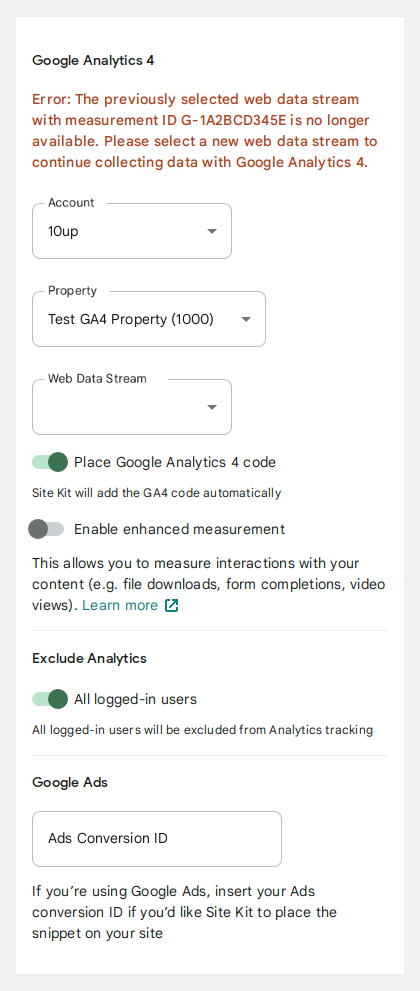 Google Analytics 4
Error: The previously selected web data stream
with measurement ID G-1A2BCD345E is no longer
available. Please select a new web data stream to
continue collecting data with Google Analytics 4.
Account
10up
Property
Test GA4 Property (1000)
Web Data Stream
Place Google Analytics 4 code
Site Kit will add the GA4 code automatically
Enable enhanced measurement
This allows you to measure interactions with your
content (e.g. file downloads, form completions, video
views). Learn more
Exclude Analytics
All logged-in users
All logged-in users will be excluded from Analytics tracking
Google Ads
Ads Conversion ID
If you’re using Google Ads, insert your Ads
conversion ID if you’d like Site Kit to place the
snippet on your site